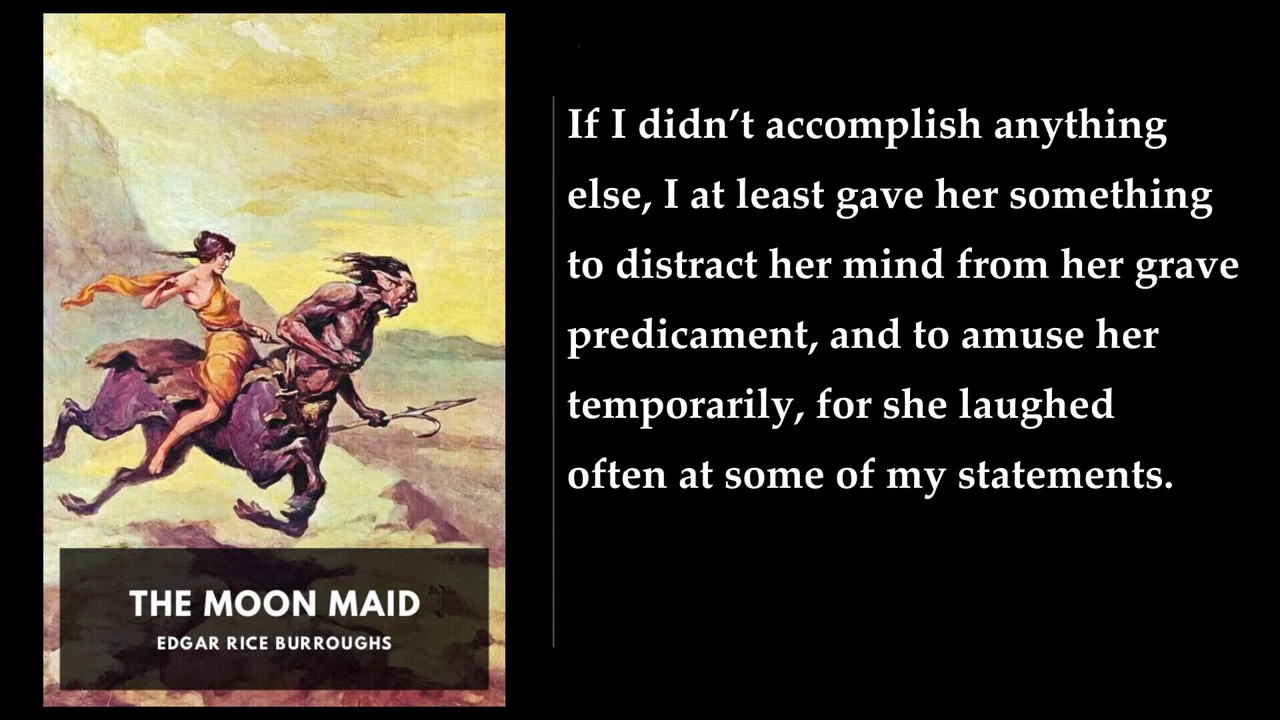 THE MOON MAID
EDGAR RICE BURROUGHS
If I didn’t accomplish anything
else, I at least gave her something
to distract her mind from her grave
predicament, and to amuse her
temporarily, for she laughed
often at some of my statements.